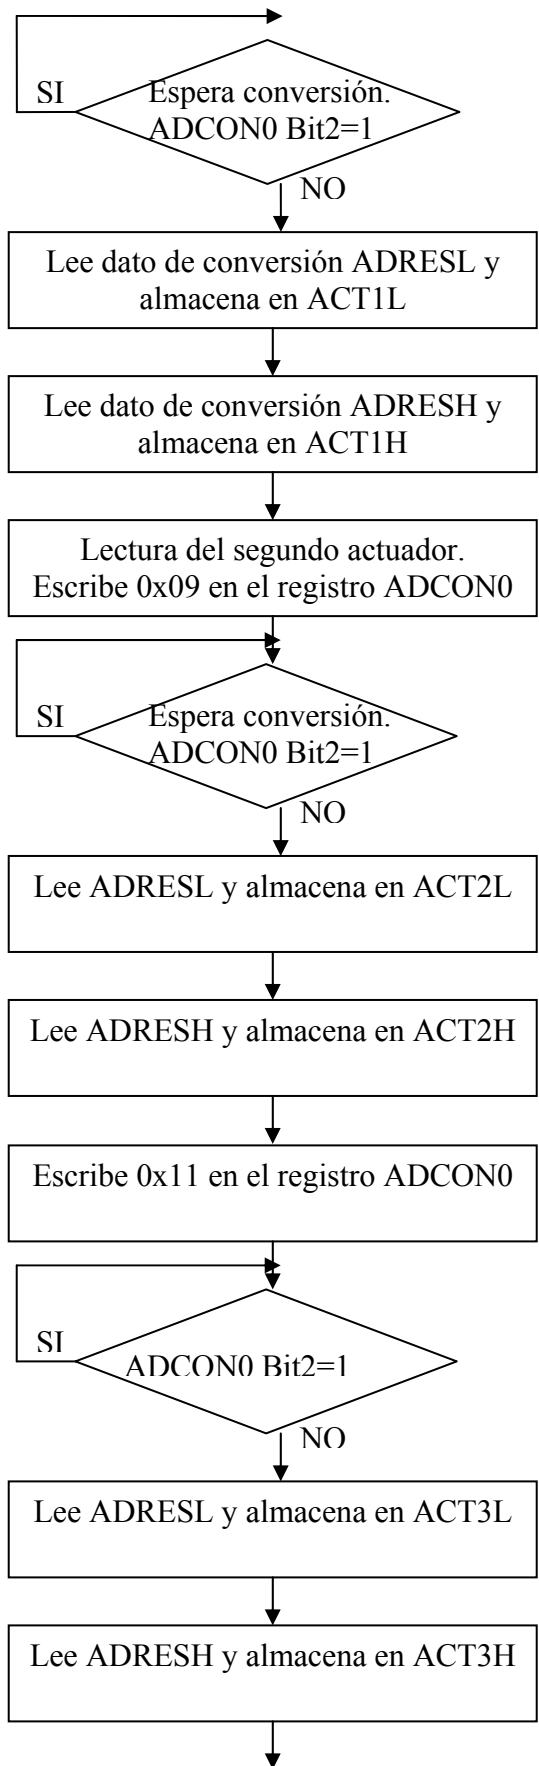 SI
Espera conversión.
ADCON0 Bit2=1
NO
Lee dato de conversión ADRESL y
almacena en ACT1L
Lee dato de conversión ADRESH y
almacena en ACT1H
Lectura del segundo actuador.
Escribe 0x09 en el registro ADCON0
SI
Espera conversión.
ADCON0 Bit2=1
NO
Lee ADRESL y almacena en ACT2L
Lee ADRESH y almacena en ACT2H
Escribe 0x11 en el registro ADCON0
SI
ADCON0 Bit2=1
NO
Lee ADRESL y almacena en ACT3L
Lee ADRESH y almacena en ACT3H